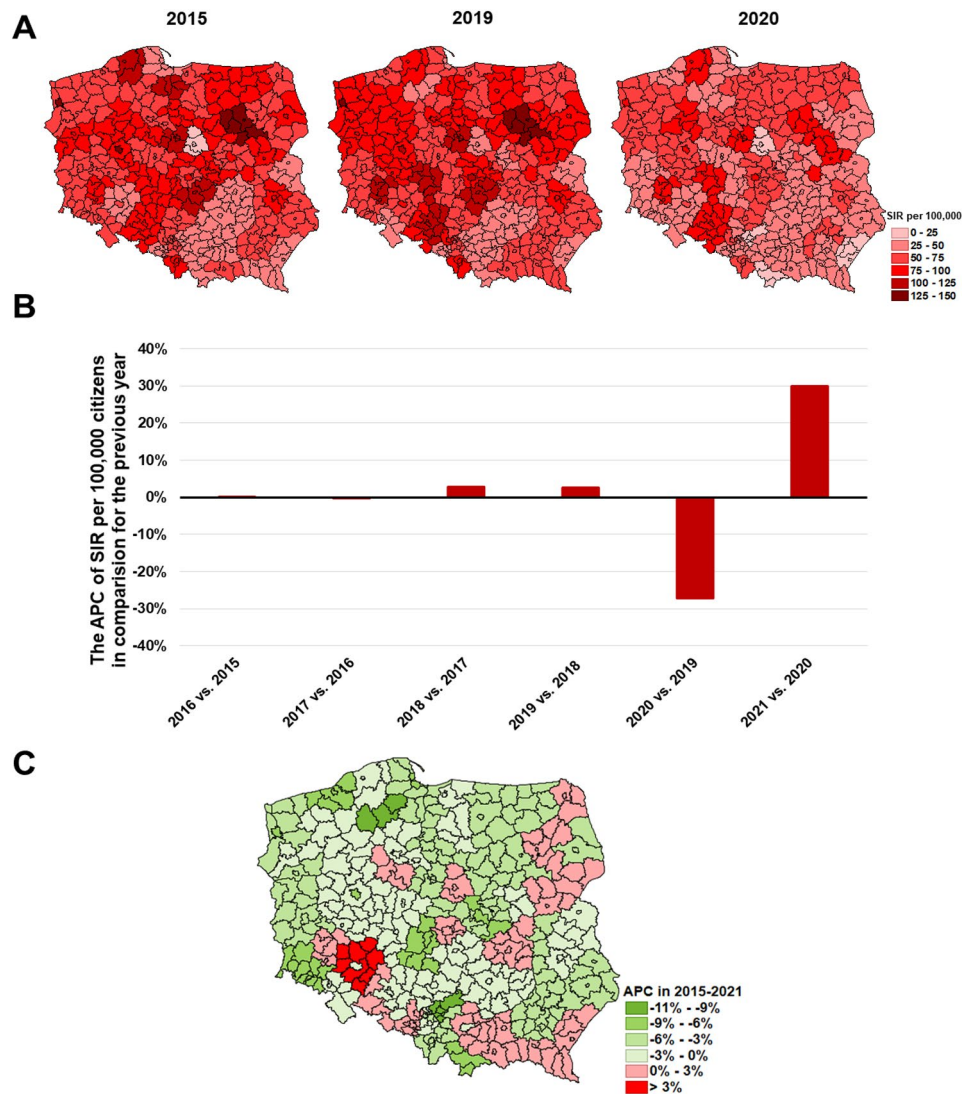 A
2015
2019
2020
SIR per 100,000
0 - 25
25 - 50
50 - 75
75 - 100
100 - 125
125 - 150
B
The APC of SIR per 100,000 citizens
in comparision for the previous year
40%
30%
20%
10%
0%
-10%
-20%
-30%
-40%
2016 vs. 2015
2017 vs. 2016
2018 vs. 2017
2019 vs. 2018
2020 vs. 2019
2021 vs. 2020
C
APC in 2015-2021
-11% - -9%
-9% - -6%
-6% - -3%
-3% - 0%
0% - 3%
> 3%